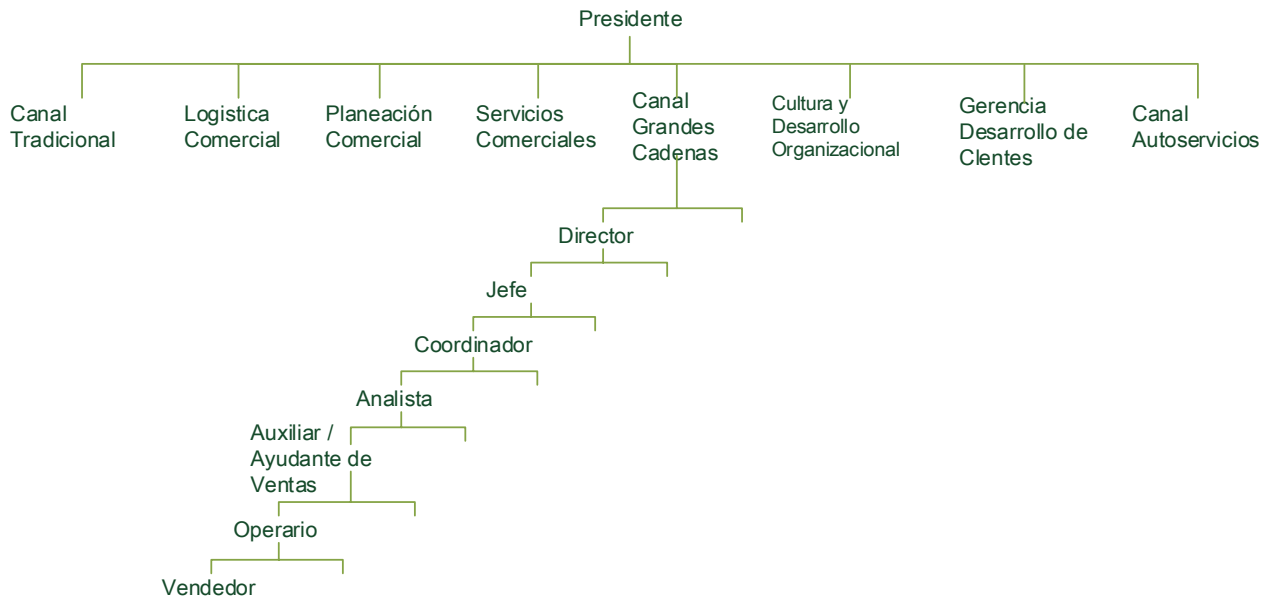 Presidente
Canal
Tradicional
Logistica
Comercial
Planeación
Comercial
Servicios
Comerciales
Canal
Grandes
Cadenas
Cultura y
Desarrollo
Organizacional
Gerencia
Desarrollo de
Clentes
Canal
Autoservicios
Director
Jefe
Coordinador
Analista
Auxiliar /
Ayudante de
Ventas
Operario
Vendedor